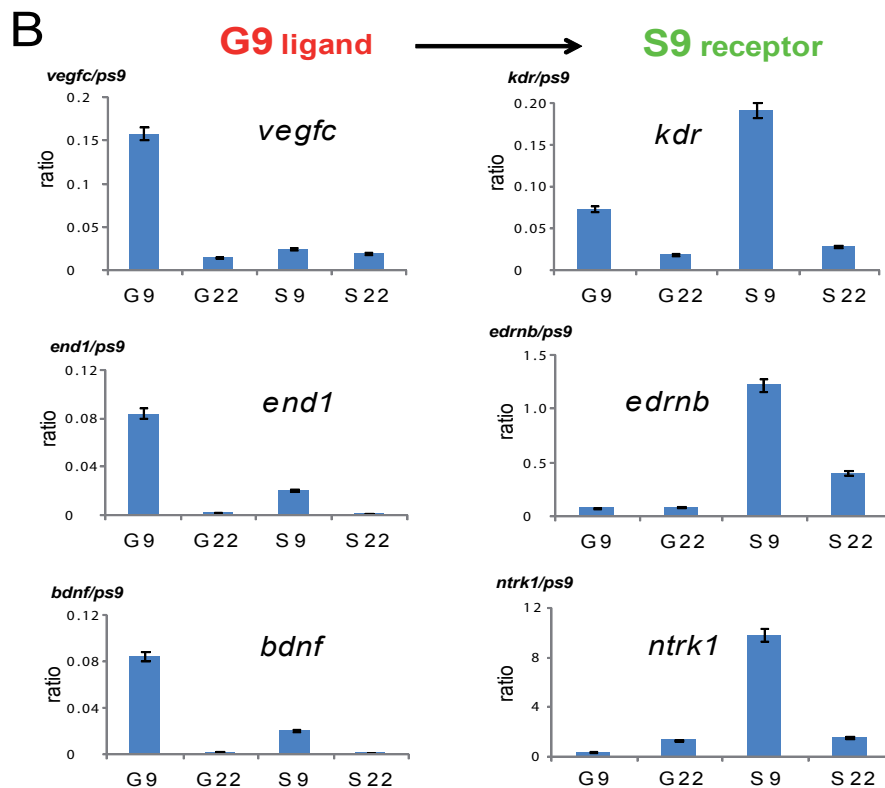 B
G9 ligand
S9 receptor
vegfc/ps9
0.2
0.15
0.1
0.05
0
ratio
vegfc
G9 G22 S9 S22
kdr/ps9
0.20
0.15
0.10
0.05
0
ratio
kdr
G9 G22 S9 S22
end1/ps9
0.12
0.08
0.04
0
ratio
end1
G9 G22 S9 S22
edrnb/ps9
1.5
1.0
0.5
0
ratio
edrnb
G9 G22 S9 S22
bdnf/ps9
0.12
0.08
0.04
0
ratio
bdnf
G9 G22 S9 S22
ntrk1/ps9
12
8
4
0
ratio
ntrk1
G9 G22 S9 S22